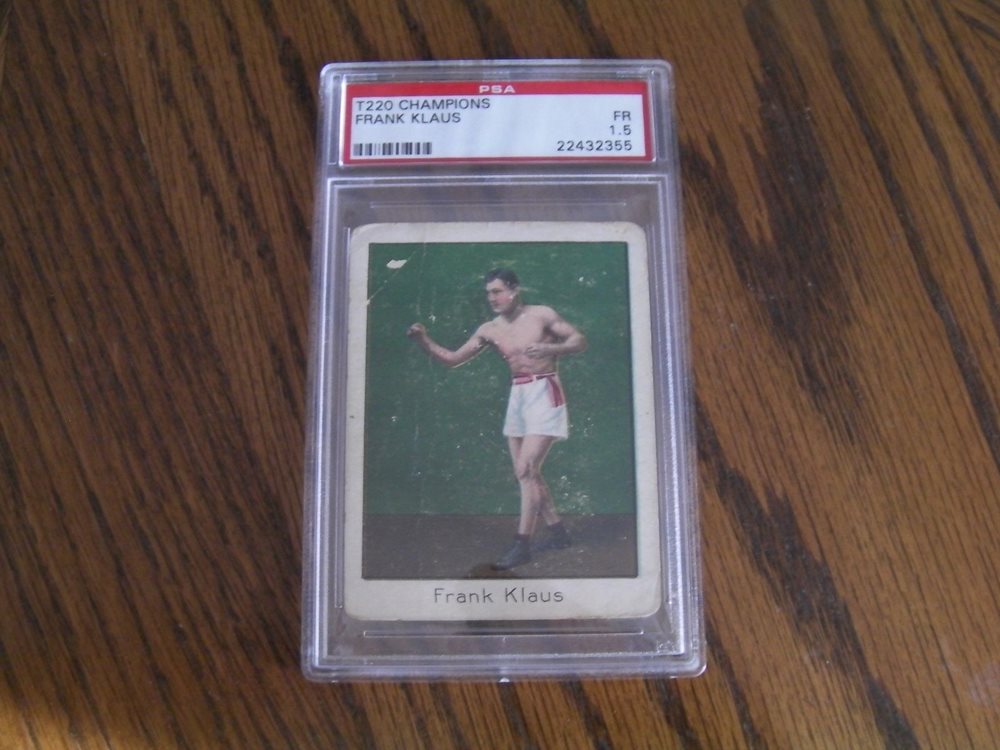 PSA
T220 CHAMPIONS
FRANK KLAUS
FR
1.5
22432355
Frank Klaus